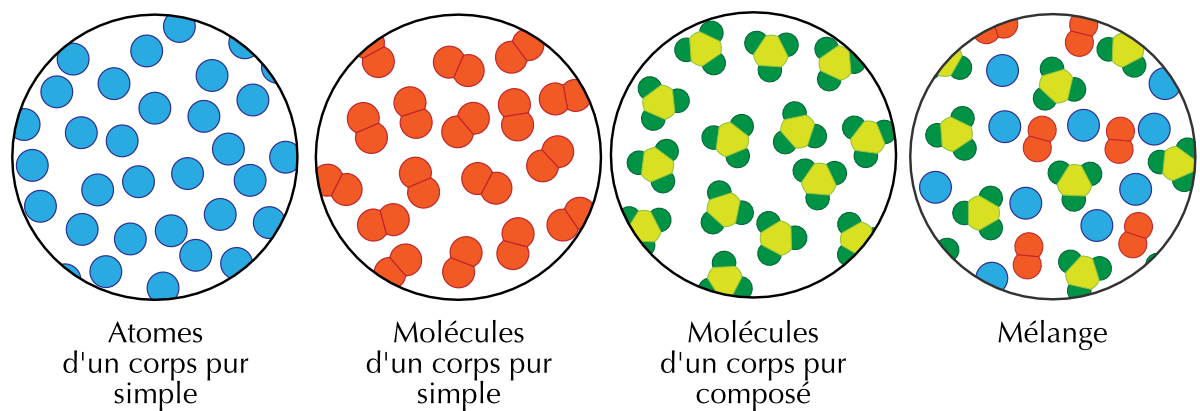 Atomes
d'un corps pur
simple
Molécules
d'un corps pur
simple
Molécules
d'un corps pur
composé
Mélange